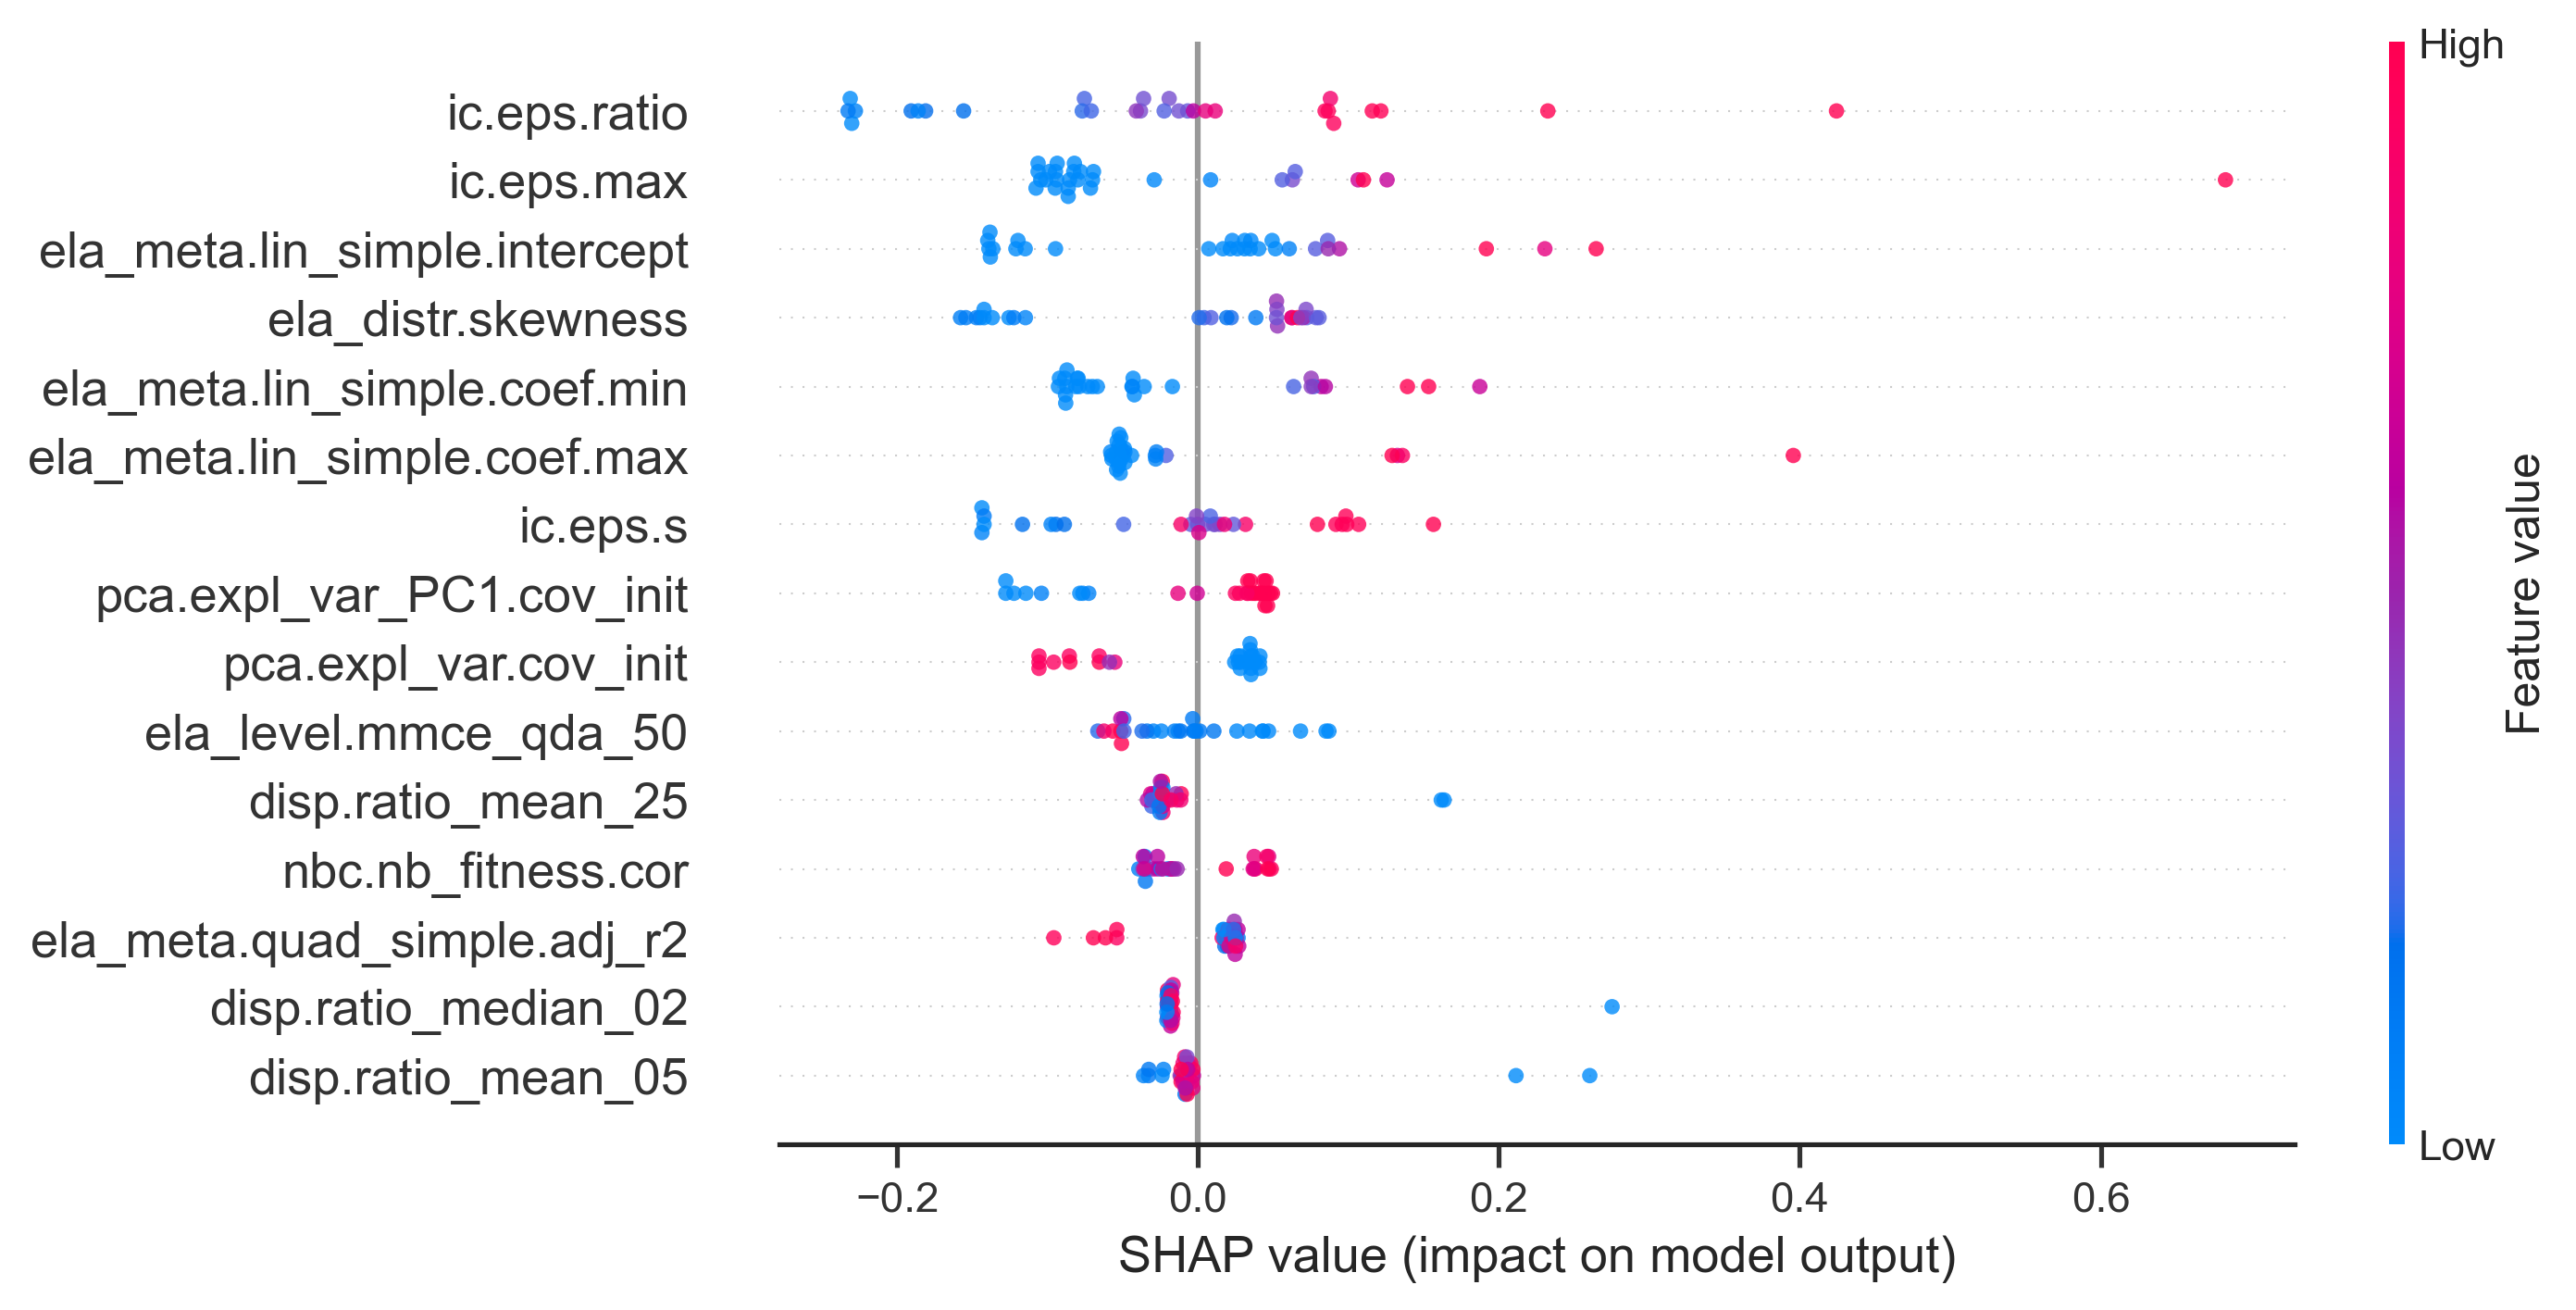 High
ic.eps.ratio
ic.eps.max
ela_meta.lin_simple.intercept
ela_distr.skewness
ela_meta.lin_simple.coef.min
ela_meta.lin_simple.coef.max
ic.eps.s
pca.expl_var_PC1.cov_init
pca.expl_var.cov_init
ela_level.mmce_qda_50
disp.ratio_mean_25
nbc.nb_fitness.cor
ela_meta.quad_simple.adj_r2
disp.ratio_median_02
disp.ratio_mean_05
Feature value
Low
−0.2 0.0 0.2 0.4 0.6
SHAP value (impact on model output)